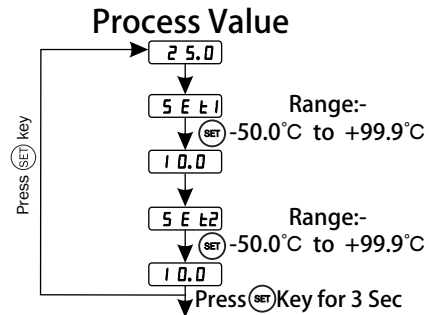 Process Value
25.0
SEt1 Range:-
SET -50.0°C to +99.9°C
10.0
SEt2 Range:-
SET -50.0°C to +99.9°C
10.0
Press SET Key for 3 Sec
Press SET key